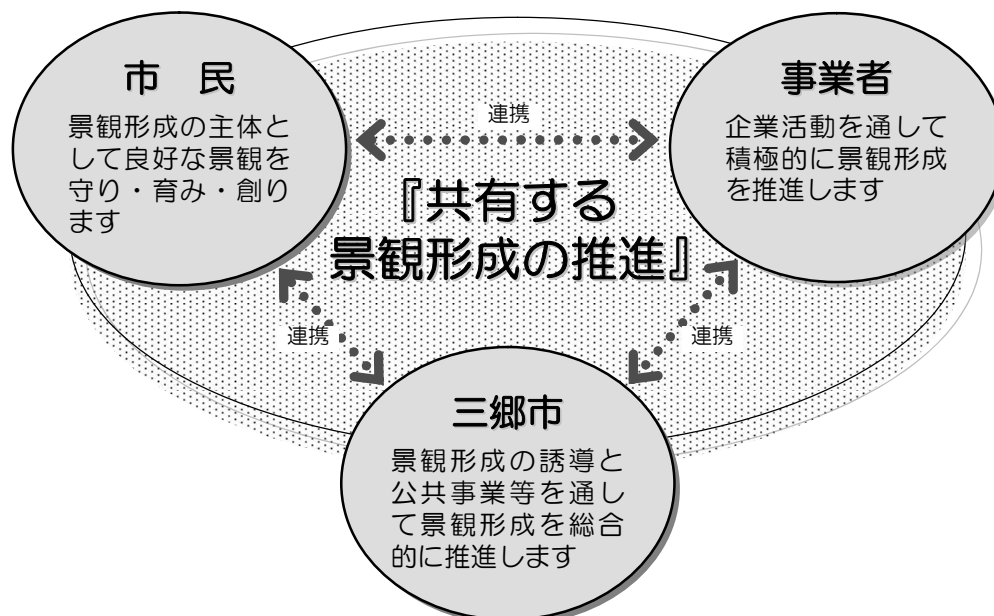 市　民
景観形成の主体と
して良好な景観を
守り・育み・創り
ます
連携
事業者
企業活動を通して
積極的に景観形成
を推進します
『共有する
景観形成の推進』
連携
連携
三郷市
景観形成の誘導と
公共事業等を通し
て景観形成を総合
的に推進します